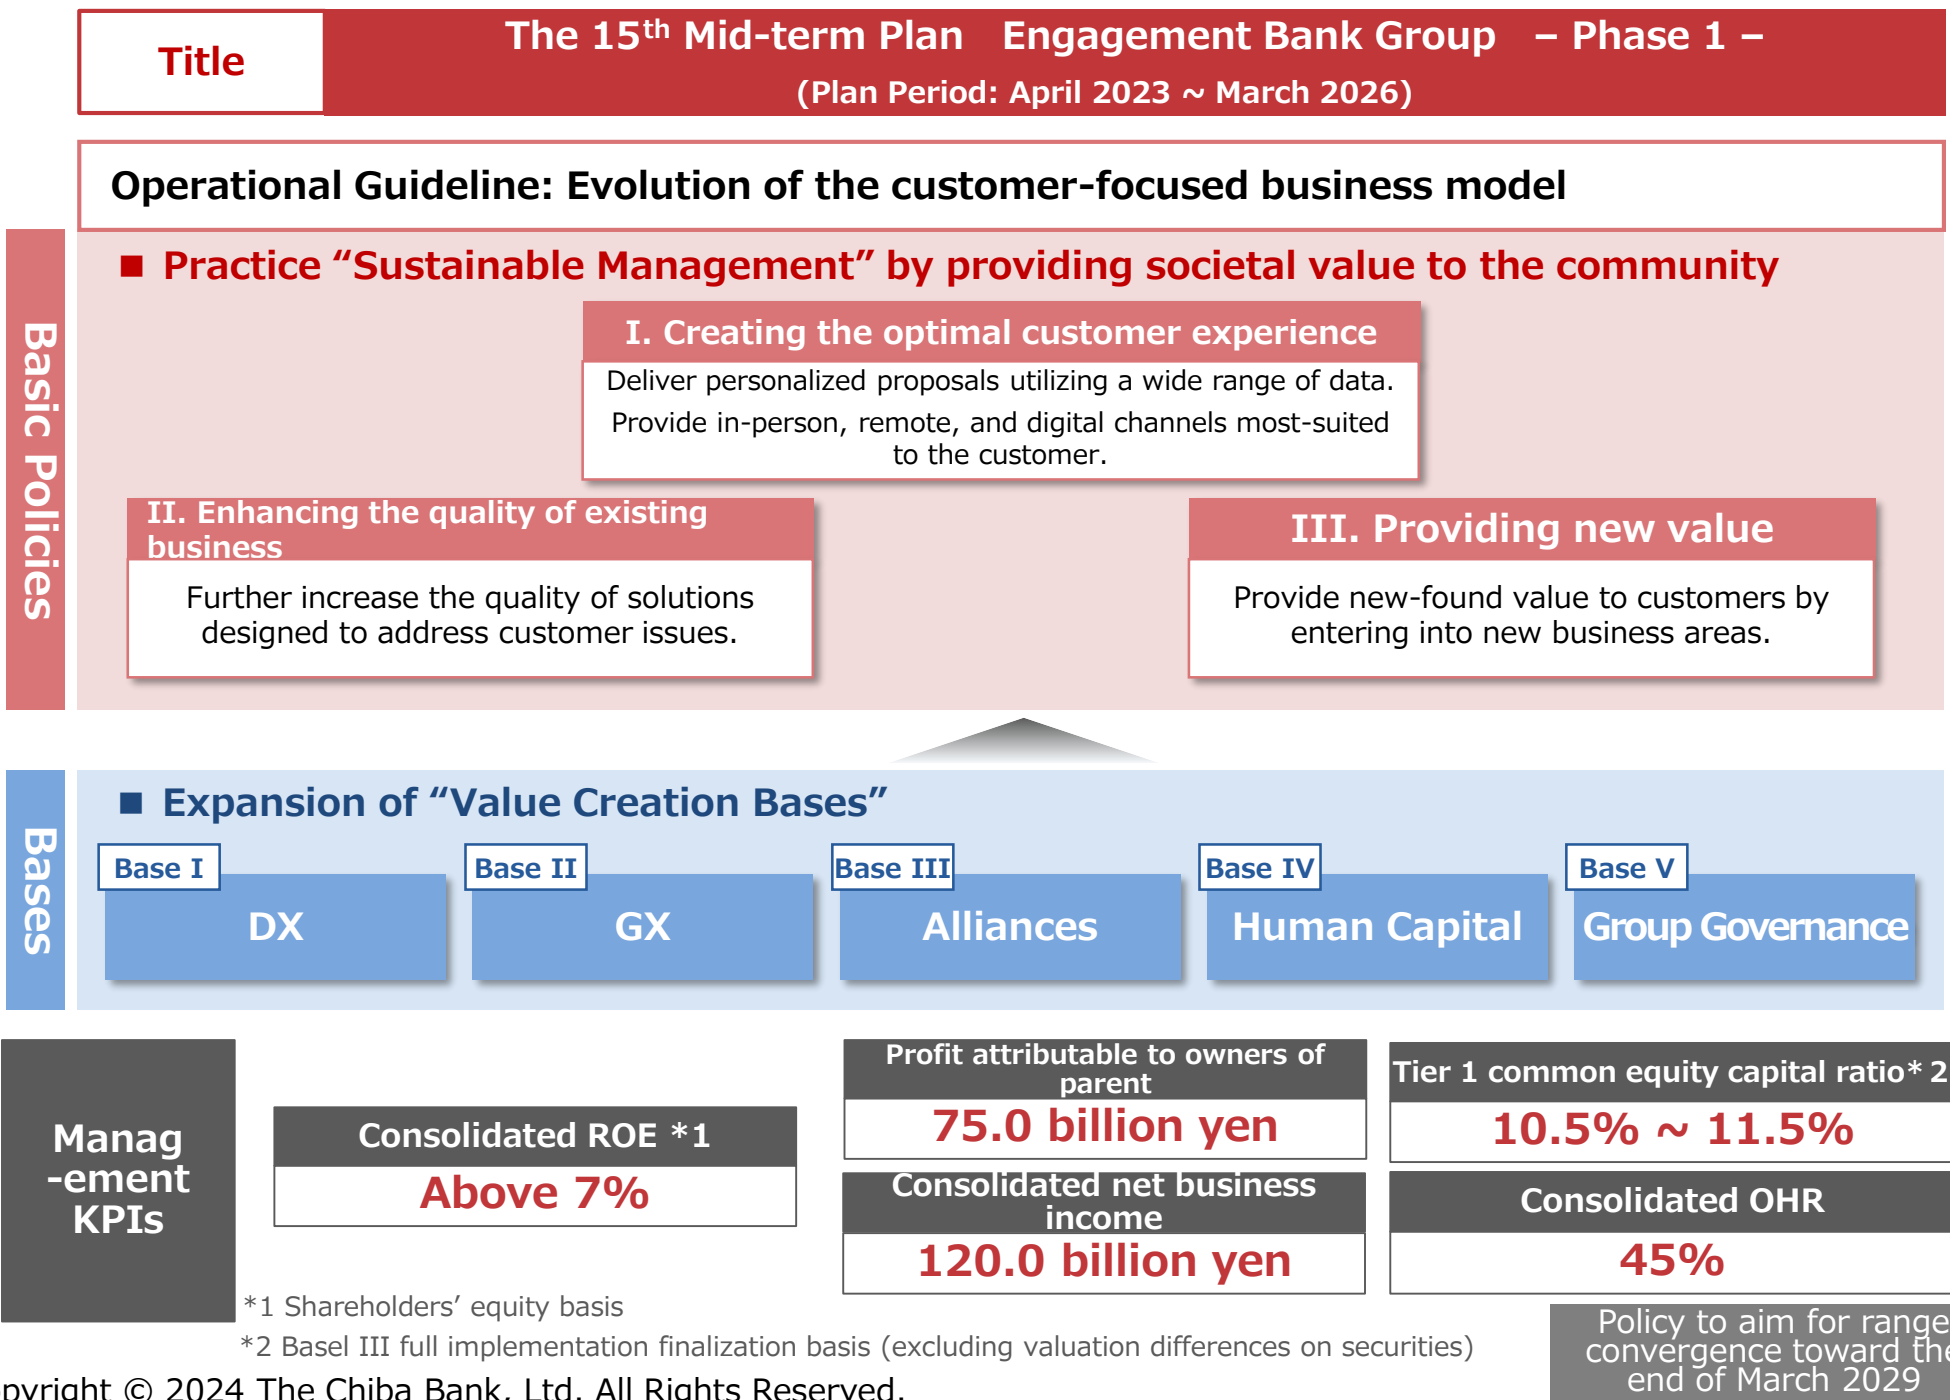 Title
The 15th Mid-term Plan Engagement Bank Group – Phase 1 –
(Plan Period: April 2023 ~ March 2026)
Operational Guideline: Evolution of the customer-focused business model
Basic Policies
■ Practice “Sustainable Management” by providing societal value to the community
I. Creating the optimal customer experience
Deliver personalized proposals utilizing a wide range of data.
Provide in-person, remote, and digital channels most-suited
to the customer.
II. Enhancing the quality of existing
business
Further increase the quality of solutions
designed to address customer issues.
III. Providing new value
Provide new-found value to customers by
entering into new business areas.
Bases
■ Expansion of “Value Creation Bases”
Base I
DX
Base II
GX
Base III
Alliances
Base IV
Human Capital
Base V
Group Governance
Manag
-ement
KPIs
Consolidated ROE *1
Above 7%
Profit attributable to owners of
parent
75.0 billion yen
Consolidated net business
income
120.0 billion yen
Tier 1 common equity capital ratio* 2
10.5% ~ 11.5%
Consolidated OHR
45%
*1 Shareholders’ equity basis
*2 Basel III full implementation finalization basis (excluding valuation differences on securities)
Policy to aim for range
convergence toward the
end of March 2029
opyright © 2024 The Chiba Bank, Ltd. All Rights Reserved.